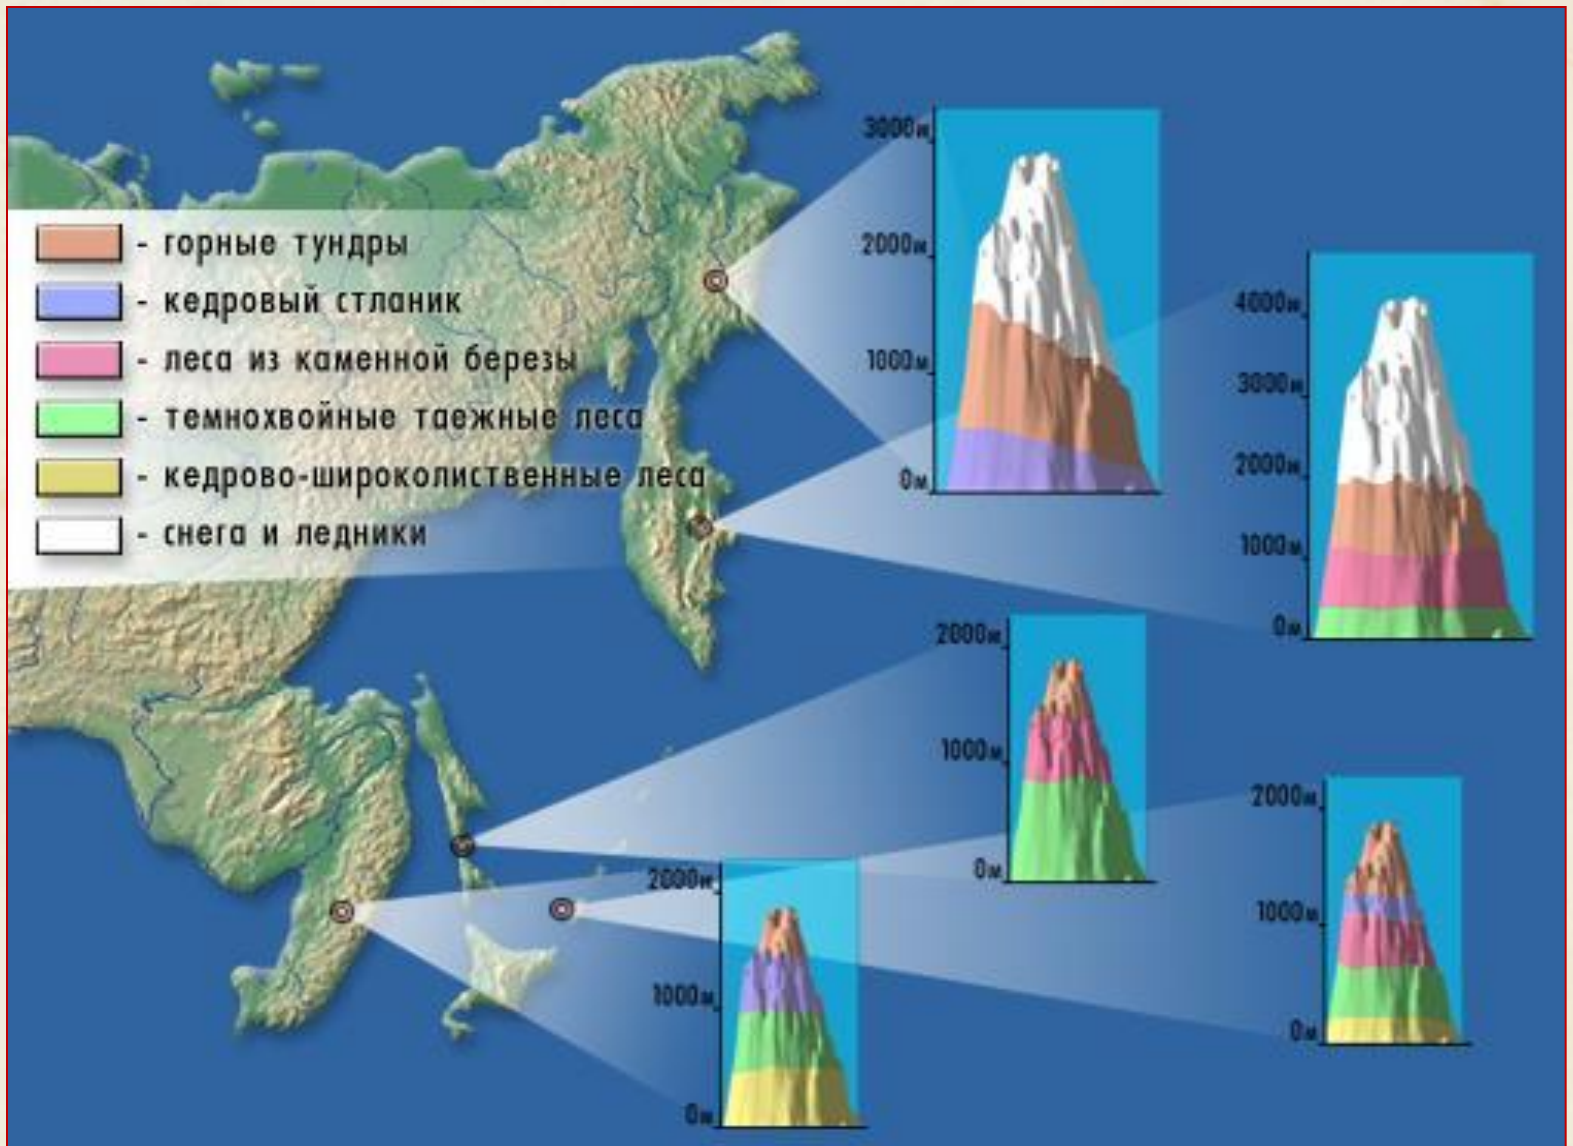 - горные тундры
- кедровый стланик
- леса из каменной березы
- темнохвойные таежные леса
- кедрово-широколиственные леса
- снега и ледники
3000м
2000м
1000м
0м
4000м
3000м
2000м
1000м
0м
2000м
1000м
0м
2000м
1000м
0м
2000м
1000м
0м